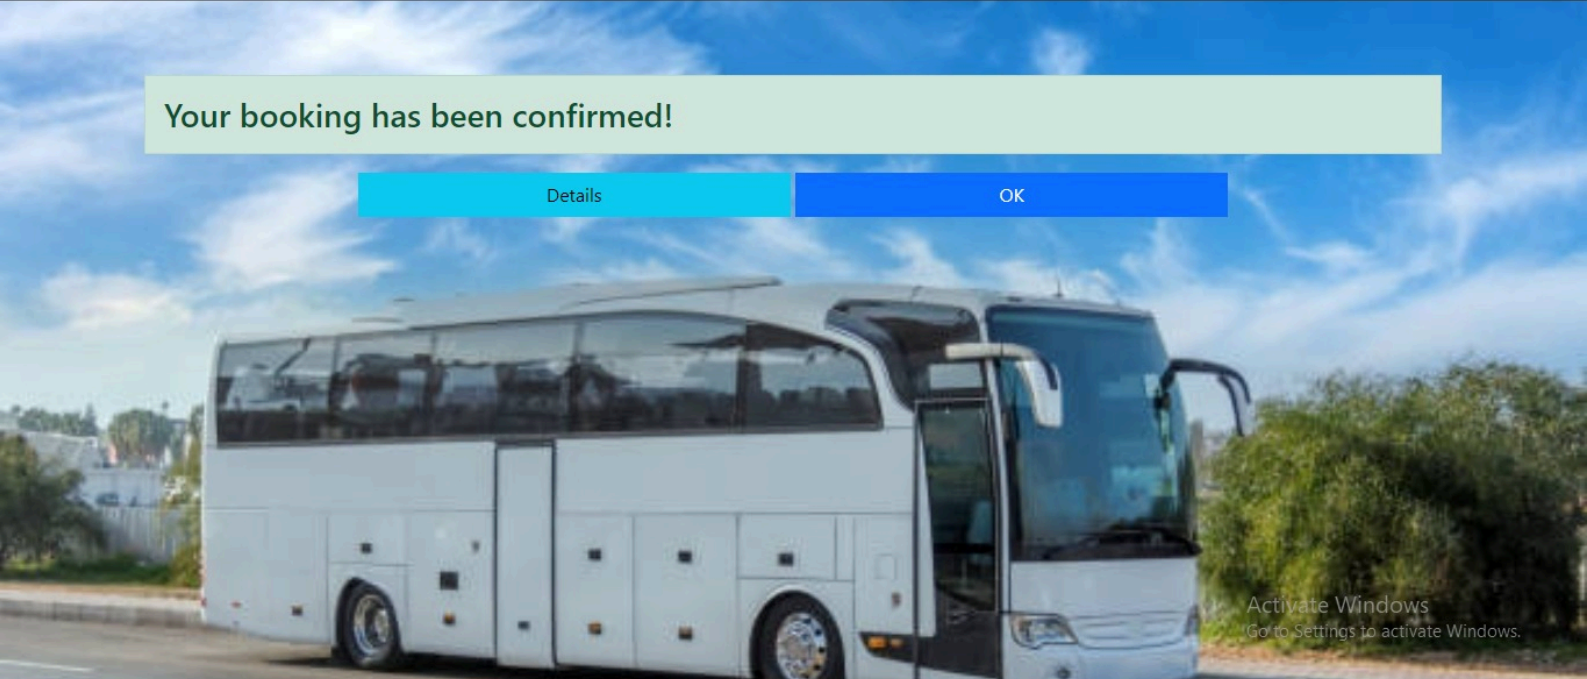 Your booking has been confirmed!
Details
OK
Activate Windows
Go to Settings to activate Windows.